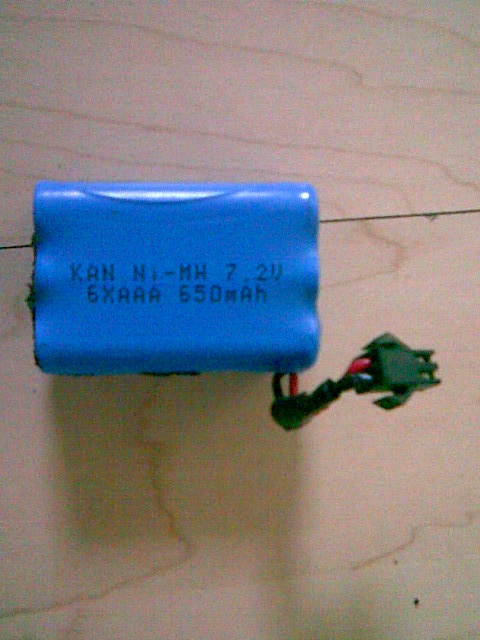 KAN Ni-MH 7.2V
6XAAA 650mAh